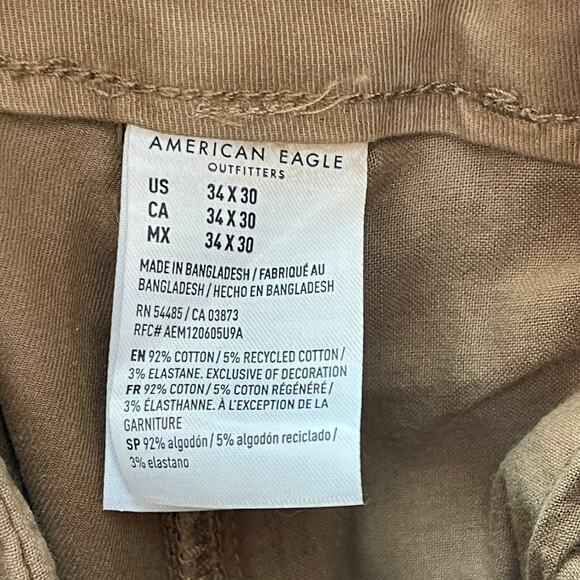 AMERICAN EAGLE
OUTFITTERS
US 34 X 30
CA 34 X 30
MX 34 X 30
MADE IN BANGLADESH / FABRIQUÉ AU
BANGLADESH / HECHO EN BANGLADESH
RN 54485 / CA 03873
RFC# AEM120605U9A
EN 92% COTTON / 5% RECYCLED COTTON /
3% ELASTANE. EXCLUSIVE OF DECORATION
FR 92% COTON / 5% COTON RÉGÉNÉRÉ /
3% ÉLASTHANNE. À L'EXCEPTION DE LA
GARNITURE
SP 92% algodón / 5% algodón reciclado /
3% elastano